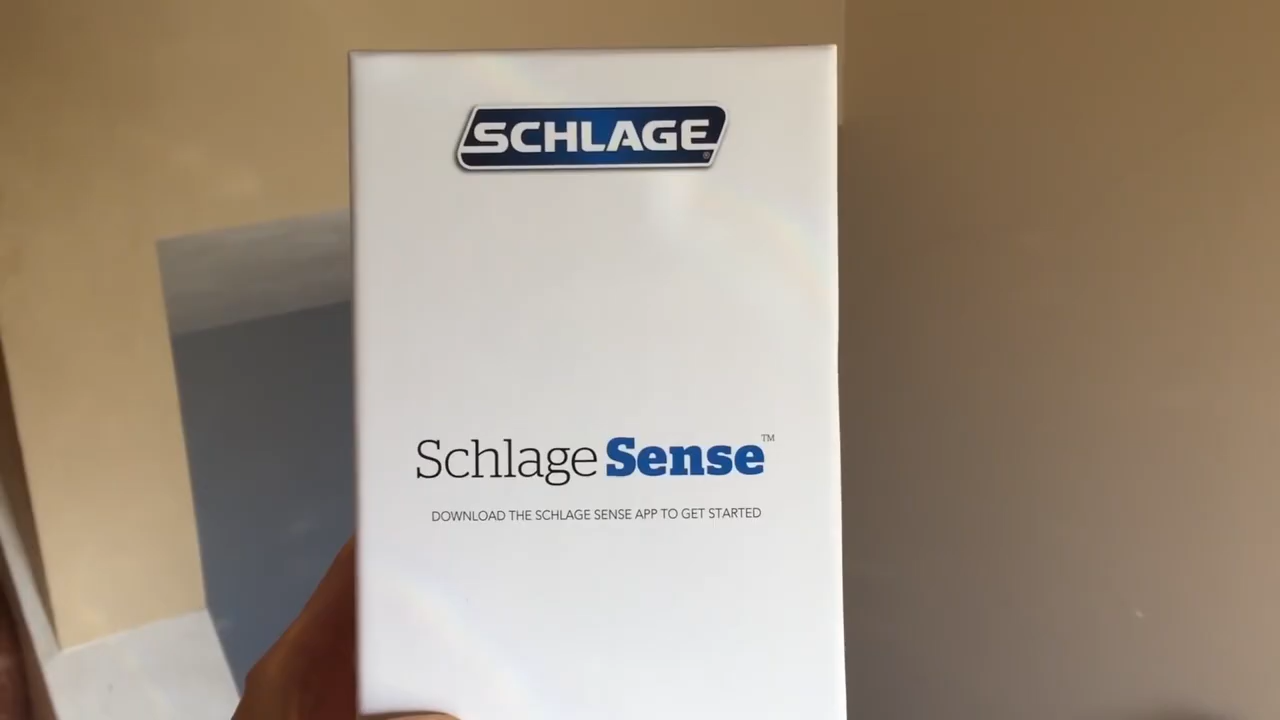 SCHLAGE®
Schlage Sense™
DOWNLOAD THE SCHLAGE SENSE APP TO GET STARTED